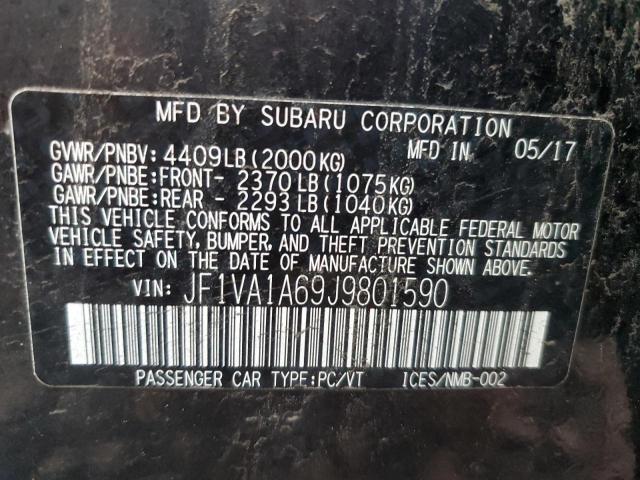 MFD BY SUBARU CORPORATION
GVWR/PNBV: 4409LB(2000KG) MFD IN 05/17
GAWR/PNBE:FRONT- 2370LB(1075KG)
GAWR/PNBE:REAR - 2293LB(1040KG)
THIS VEHICLE CONFORMS TO ALL APPLICABLE FEDERAL MOTOR
VEHICLE SAFETY, BUMPER, AND THEFT PREVENTION STANDARDS
IN EFFECT ON THE DATE OF MANUFACTURE SHOWN ABOVE.
VIN: JF1VA1A69J9801590
PASSENGER CAR TYPE:PC/VT ICES/NMB-002